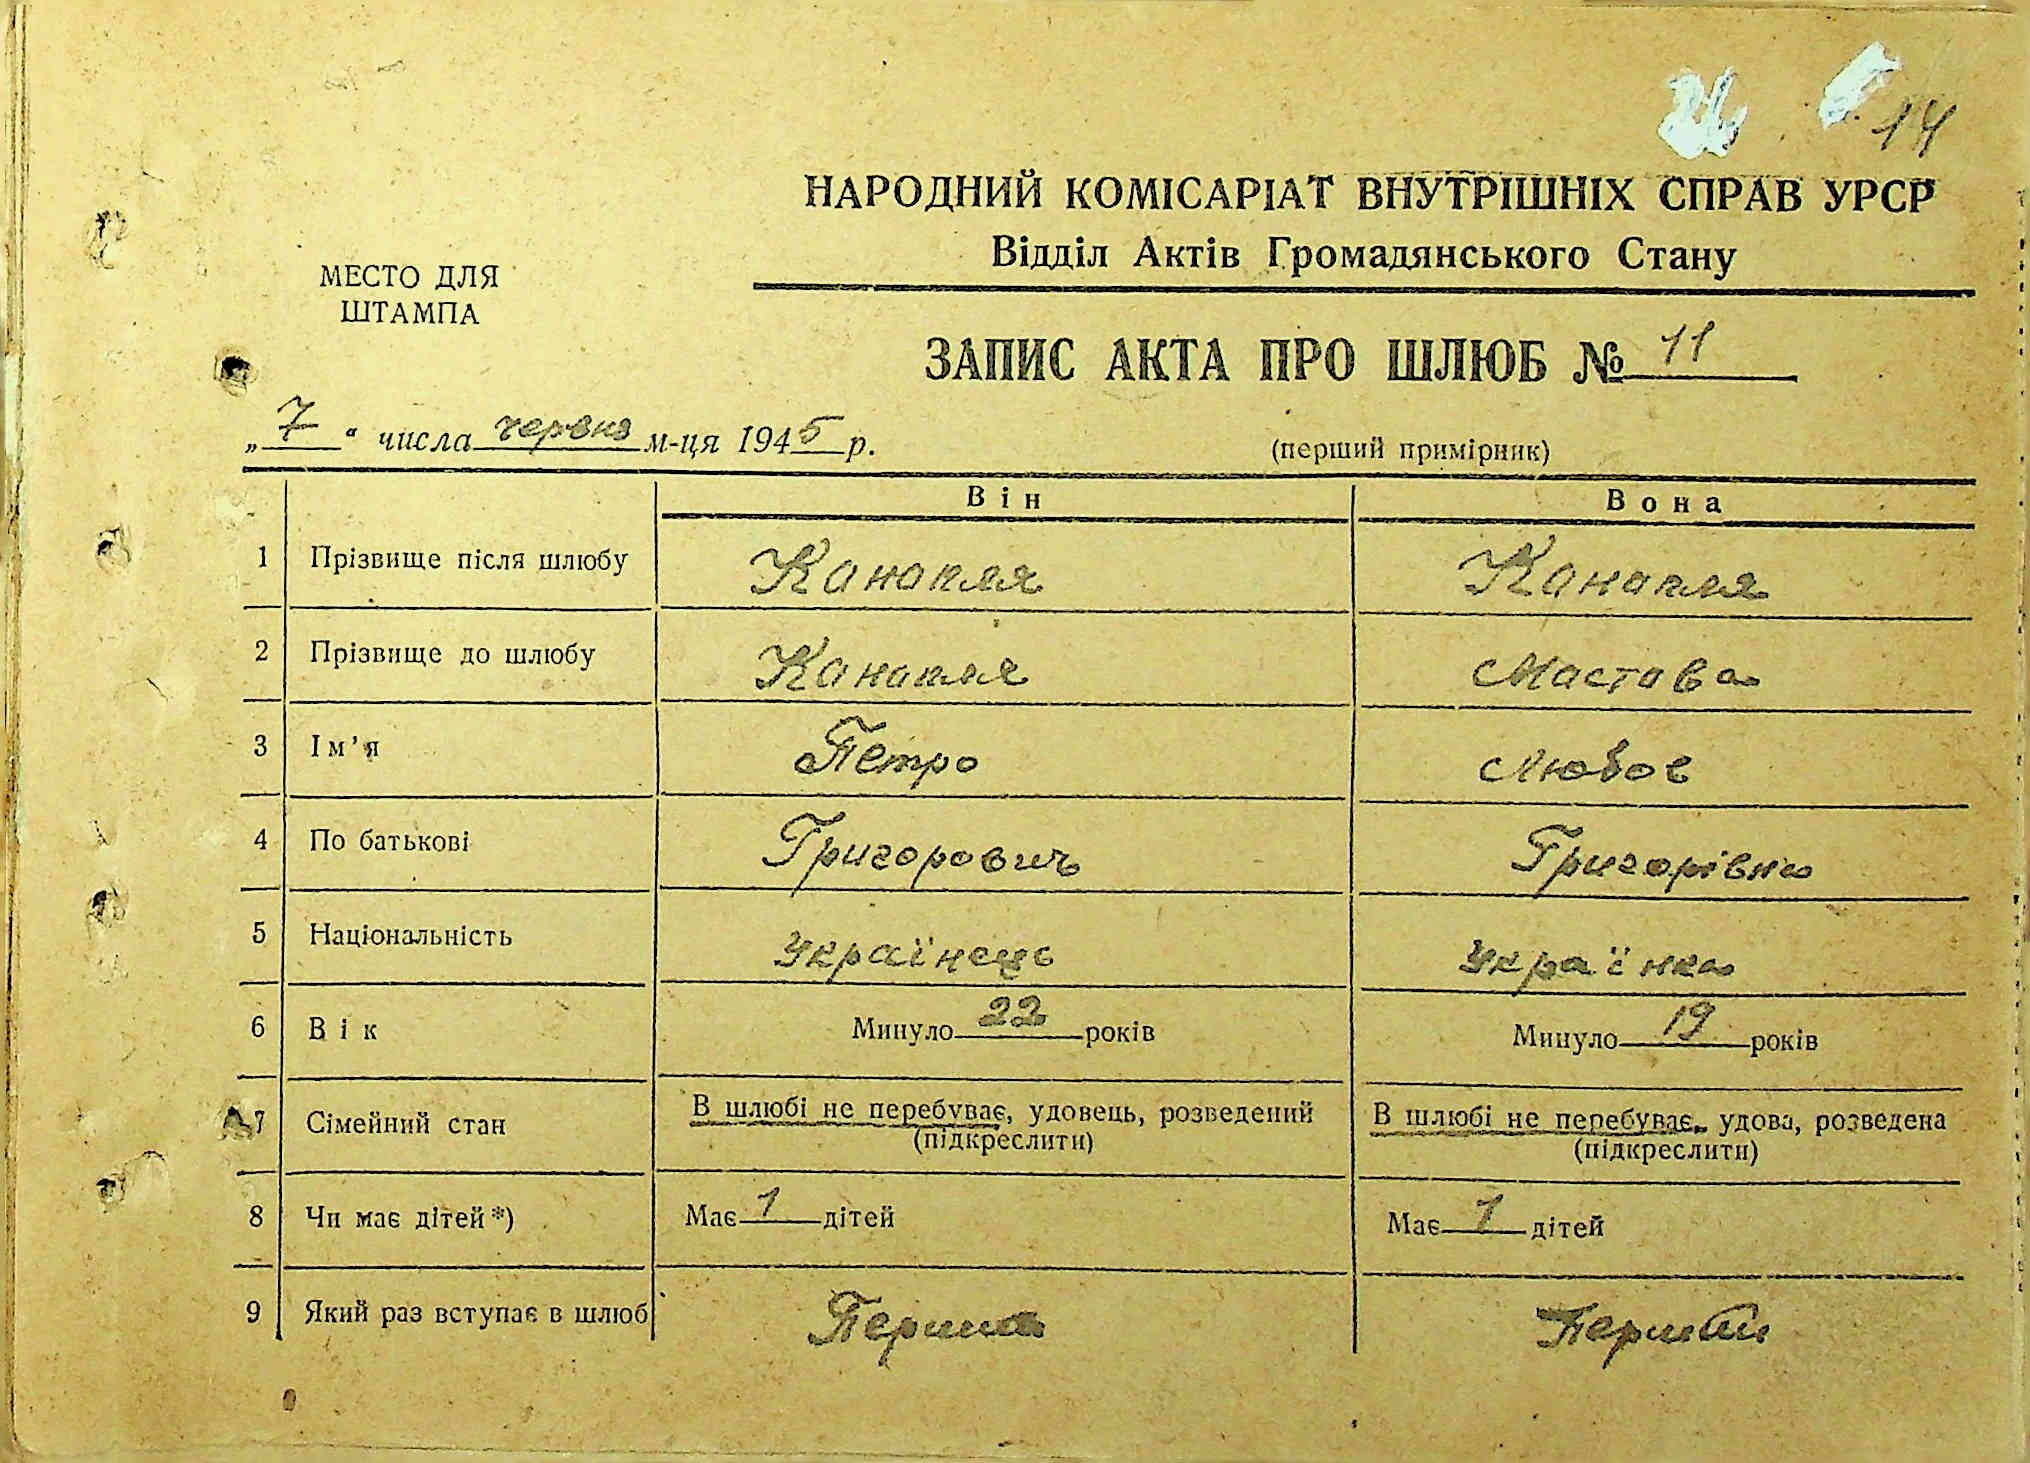 14
НАРОДНИЙ КОМІСАРІАТ ВНУТРІШНІХ СПРАВ УРСР
Відділ Актів Громадянського Стану
МЕСТО ДЛЯ
ШТАМПА
ЗАПИС АКТА ПРО ШЛЮБ № 11
„7“ числа червня м-ця 1945 р.
(перший примірник)
Він Вона
1 Прізвище після шлюбу Канапля Канапля
2 Прізвище до шлюбу Канапля Мастава
3 Ім’я Петро Любов
4 По батькові Григорович Григорівна
5 Національність Українець Українка
6 Вік Минуло 22 років Минуло 19 років
7 Сімейний стан В шлюбі не перебуває, удовець, розведений В шлюбі не перебуває, удова, розведена
(підкреслити) (підкреслити)
8 Чи має дітей*) Має 1 дітей Має 1 дітей
9 Який раз вступає в шлюб